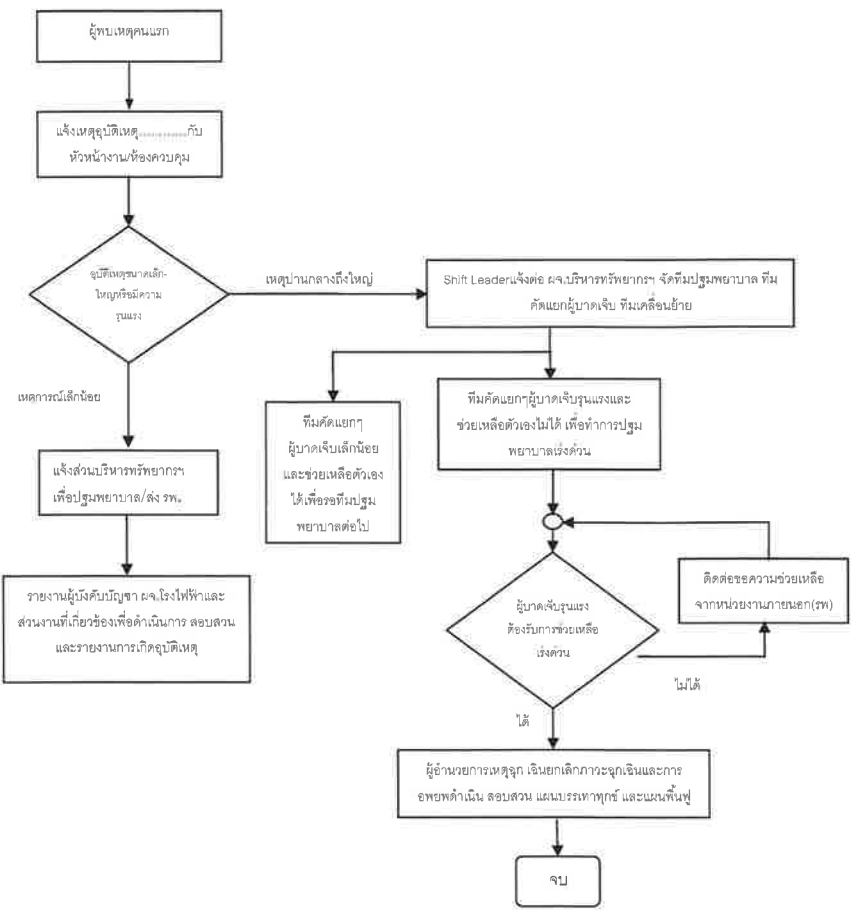 ผู้พบเหตุคนแรก
แจ้งเหตุอุบัติเหตุ.............กับ
หัวหน้างาน/ห้องควบคุม
อุบัติเหตุขนาดเล็ก-
ใหญ่หรือมีความ
รุนแรง
เหตุปานกลางถึงใหญ่
Shift Leaderแจ้งต่อ ผจ.บริหารทรัพยากรฯ จัดทีมปฐมพยาบาล ทีม
คัดแยกผู้บาดเจ็บ ทีมเคลื่อนย้าย
เหตุการณ์เล็กน้อย
แจ้งส่วนบริหารทรัพยากรฯ
เพื่อปฐมพยาบาล/ส่ง รพ.
รายงานผู้บังคับบัญชา ผจ.โรงไฟฟ้าและ
ส่วนงานที่เกี่ยวข้องเพื่อดำเนินการ สอบสวน
และรายงานการเกิดอุบัติเหตุ
ทีมคัดแยกๆ
ผู้บาดเจ็บเล็กน้อย
และช่วยเหลือตัวเอง
ได้เพื่อรอทีมปฐม
พยาบาลต่อไป
ทีมคัดแยกๆผู้บาดเจ็บรุนแรงและ
ช่วยเหลือตัวเองไม่ได้ เพื่อทำการปฐม
พยาบาลเร่งด่วน
ผู้บาดเจ็บรุนแรง
ต้องรับการช่วยเหลือ
เร่งด่วน
ติดต่อขอความช่วยเหลือ
จากหน่วยงานภายนอก(รพ)
ไม่ได้
ได้
ผู้อำนวยการเหตุฉุก เฉินยกเลิกภาวะฉุกเฉินและการ
อพยพดำเนิน สอบสวน แผนบรรเทาทุกข์ และแผนฟื้นฟู
จบ